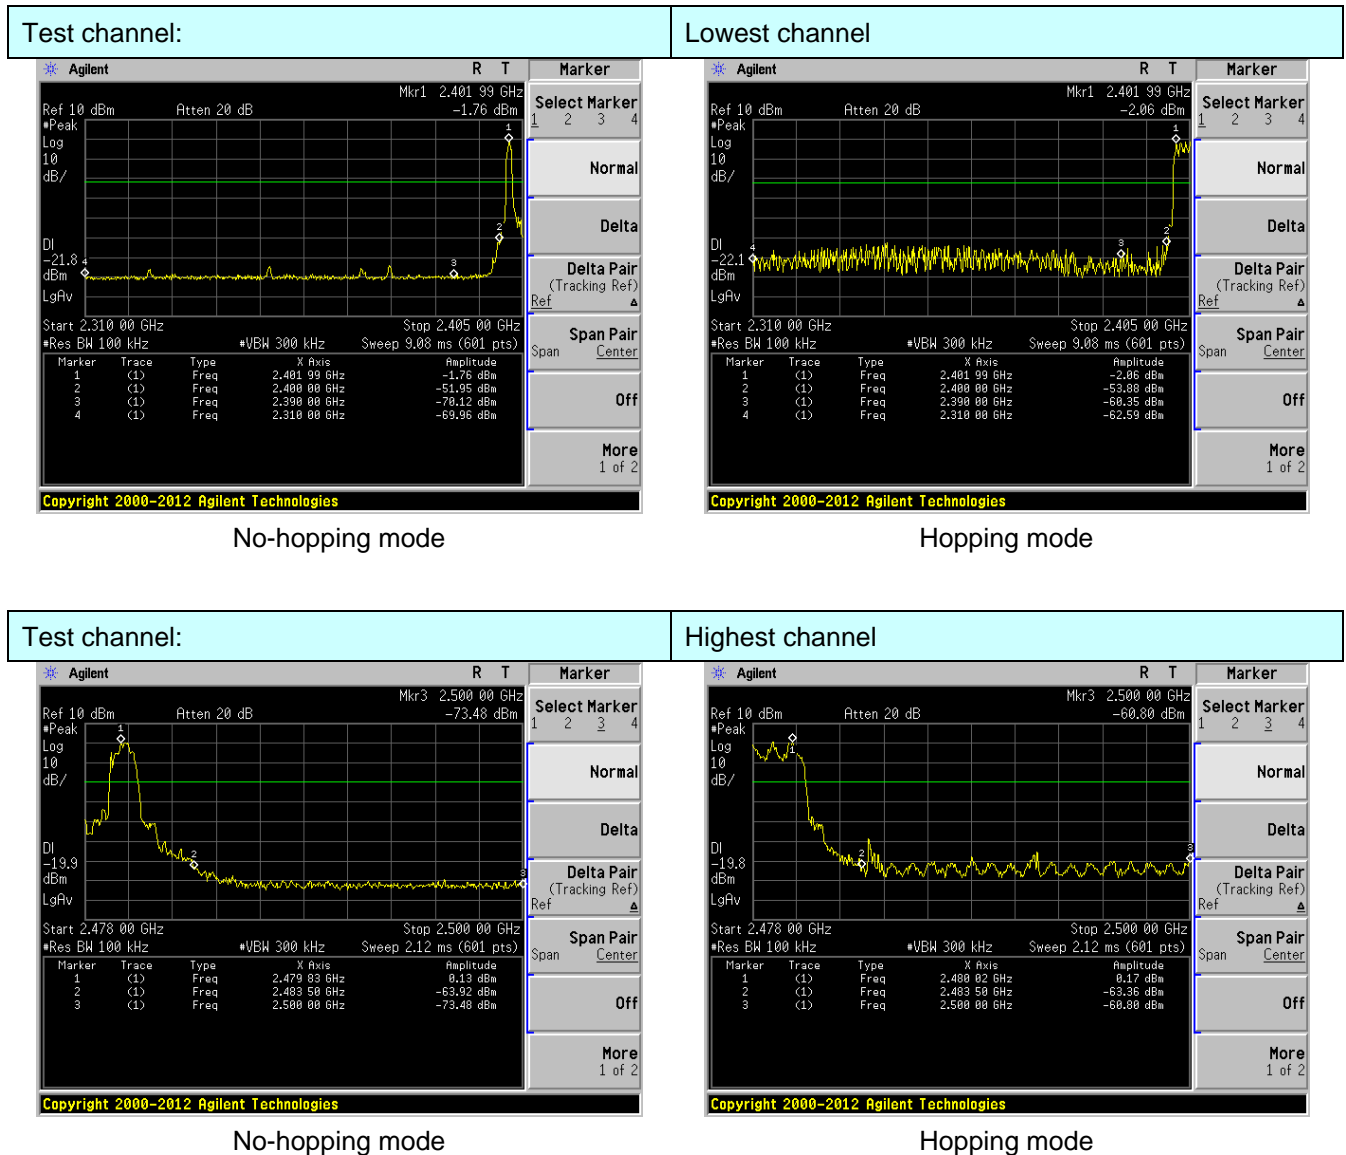 Test channel:
Lowest channel
Agilent R T Marker
Mkr1 2.401 99 GHz
Ref 10 dBm Atten 20 dB -1.76 dBm
#Peak
Log
10
dB/
DI
-21.8
dBm
LgAv
1
2
3
4
Start 2.310 00 GHz Stop 2.405 00 GHz
#Res BW 100 kHz #VBW 300 kHz Sweep 9.08 ms (601 pts)
Marker Trace Type X Axis Amplitude
1 (1) Freq 2.401 99 GHz -1.76 dBm
2 (1) Freq 2.400 00 GHz -51.95 dBm
3 (1) Freq 2.390 00 GHz -70.12 dBm
4 (1) Freq 2.310 00 GHz -69.96 dBm
Select Marker
1 2 3 4
Normal
Delta
Delta Pair
(Tracking Ref)
Ref Δ
Span Pair
Span Center
Off
More
1 of 2
Copyright 2000-2012 Agilent Technologies
No-hopping mode
Agilent R T Marker
Mkr1 2.401 99 GHz
Ref 10 dBm Atten 20 dB -2.06 dBm
#Peak
Log
10
dB/
DI
-22.1
dBm
LgAv
1
2
3
4
Start 2.310 00 GHz Stop 2.405 00 GHz
#Res BW 100 kHz #VBW 300 kHz Sweep 9.08 ms (601 pts)
Marker Trace Type X Axis Amplitude
1 (1) Freq 2.401 99 GHz -2.06 dBm
2 (1) Freq 2.400 00 GHz -53.88 dBm
3 (1) Freq 2.390 00 GHz -60.35 dBm
4 (1) Freq 2.310 00 GHz -62.59 dBm
Select Marker
1 2 3 4
Normal
Delta
Delta Pair
(Tracking Ref)
Ref Δ
Span Pair
Span Center
Off
More
1 of 2
Copyright 2000-2012 Agilent Technologies
Hopping mode
Test channel:
Highest channel
Agilent R T Marker
Mkr3 2.500 00 GHz
Ref 10 dBm Atten 20 dB -73.48 dBm
#Peak
Log
10
dB/
DI
-19.9
dBm
LgAv
1
2
3
Start 2.478 00 GHz Stop 2.500 00 GHz
#Res BW 100 kHz #VBW 300 kHz Sweep 2.12 ms (601 pts)
Marker Trace Type X Axis Amplitude
1 (1) Freq 2.479 83 GHz 0.13 dBm
2 (1) Freq 2.483 50 GHz -63.92 dBm
3 (1) Freq 2.500 00 GHz -73.48 dBm
Select Marker
1 2 3 4
Normal
Delta
Delta Pair
(Tracking Ref)
Ref Δ
Span Pair
Span Center
Off
More
1 of 2
Copyright 2000-2012 Agilent Technologies
No-hopping mode
Agilent R T Marker
Mkr3 2.500 00 GHz
Ref 10 dBm Atten 20 dB -60.80 dBm
#Peak
Log
10
dB/
DI
-19.8
dBm
LgAv
1
2
3
Start 2.478 00 GHz Stop 2.500 00 GHz
#Res BW 100 kHz #VBW 300 kHz Sweep 2.12 ms (601 pts)
Marker Trace Type X Axis Amplitude
1 (1) Freq 2.480 02 GHz 0.17 dBm
2 (1) Freq 2.483 50 GHz -63.36 dBm
3 (1) Freq 2.500 00 GHz -60.80 dBm
Select Marker
1 2 3 4
Normal
Delta
Delta Pair
(Tracking Ref)
Ref Δ
Span Pair
Span Center
Off
More
1 of 2
Copyright 2000-2012 Agilent Technologies
Hopping mode